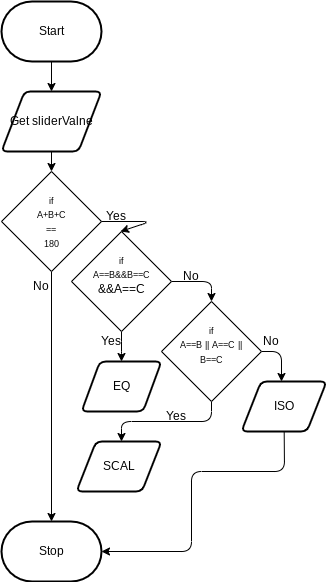 Start
Get sliderValne
if
A+B+C
==
180
Yes
No
if
A==B&&B==C
&&A==C
No
Yes
if
A==B || A==C ||
B==C
No
Yes
EQ
ISO
SCAL
Stop